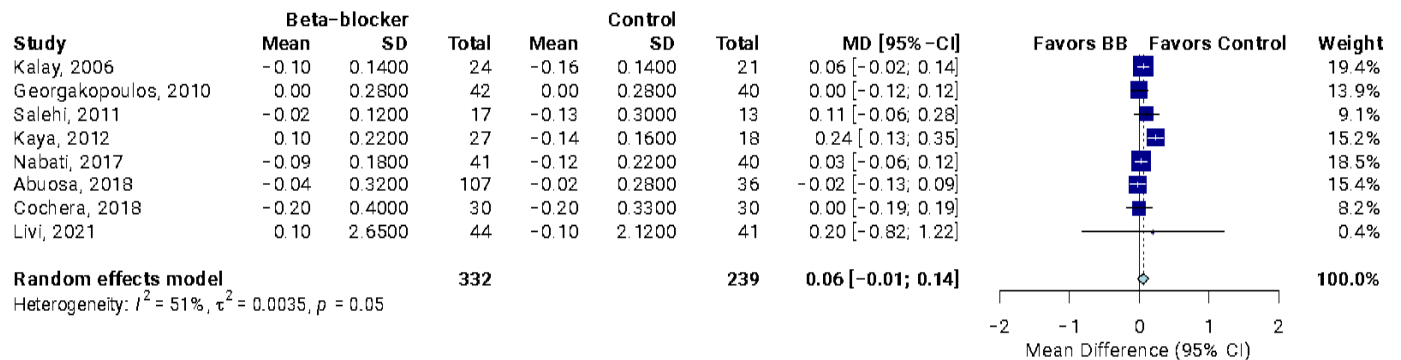 Beta-blocker Control
Study Mean SD Total Mean SD Total MD [95%-CI] Favors BB Favors Control Weight
Kalay, 2006 −0.10 0.1400 24 −0.16 0.1400 21 0.06 [−0.02; 0.14] 19.4%
Georgakopoulos, 2010 0.00 0.2800 42 0.00 0.2800 40 0.00 [−0.12; 0.12] 13.9%
Salehi, 2011 −0.02 0.1200 17 −0.13 0.3000 13 0.11 [−0.06; 0.28] 9.1%
Kaya, 2012 0.10 0.2200 27 −0.14 0.1600 18 0.24 [ 0.13; 0.35] 15.2%
Nabati, 2017 −0.09 0.1800 41 −0.12 0.2200 40 0.03 [−0.06; 0.12] 18.5%
Abuosa, 2018 −0.04 0.3200 107 −0.02 0.2800 36 −0.02 [−0.13; 0.09] 15.4%
Cochera, 2018 −0.20 0.4000 30 −0.20 0.3300 30 0.00 [−0.19; 0.19] 8.2%
Livi, 2021 0.10 2.6500 44 −0.10 2.1200 41 0.20 [−0.82; 1.22] 0.4%
Random effects model 332 239 0.06 [−0.01; 0.14] 100.0%
Heterogeneity: I² = 51%, τ² = 0.0035, p = 0.05
−2 −1 0 1 2
Mean Difference (95% CI)